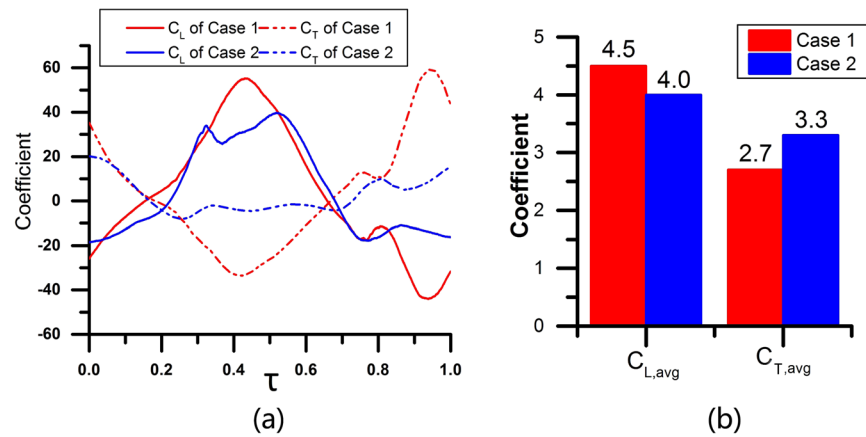 C_L of Case 1
C_T of Case 1
C_L of Case 2
C_T of Case 2
60
40
20
0
-20
-40
-60
Coefficient
0.0
0.2
0.4
0.6
0.8
1.0
τ
(a)
Case 1
Case 2
5
4
3
2
1
0
Coefficient
4.5
4.0
2.7
3.3
C_L,avg
C_T,avg
(b)